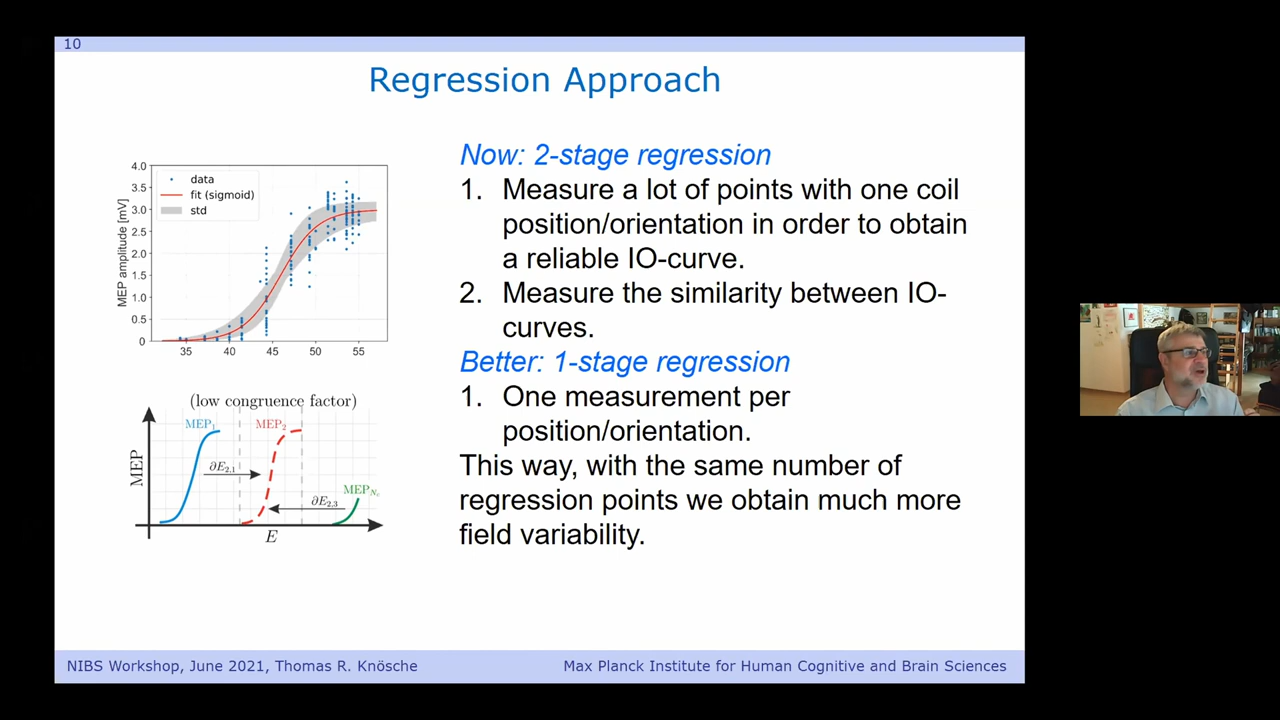 10
Regression Approach
4.0
3.5
3.0
2.5
2.0
1.5
1.0
0.5
0
MEP amplitude [mV]
data
fit (sigmoid)
std
35
40
45
50
55
(low congruence factor)
MEP
MEP₁
MEP₂
∂E₂,₁
MEP_Nc
∂E₂,₃
E
Now: 2-stage regression
1. Measure a lot of points with one coil
position/orientation in order to obtain
a reliable IO-curve.
2. Measure the similarity between IO-
curves.
Better: 1-stage regression
1. One measurement per
position/orientation.
This way, with the same number of
regression points we obtain much more
field variability.
NIBS Workshop, June 2021, Thomas R. Knösche
Max Planck Institute for Human Cognitive and Brain Sciences